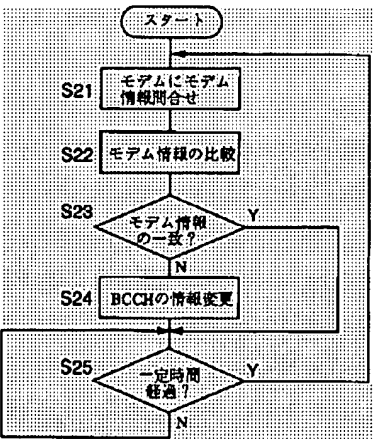 スタート
S21
モデムにモデム
情報問合せ
S22
モデム情報の比較
S23
モデム情報
の一致?
Y
N
S24
BCCHの情報変更
S25
一定時間
経過?
Y
N